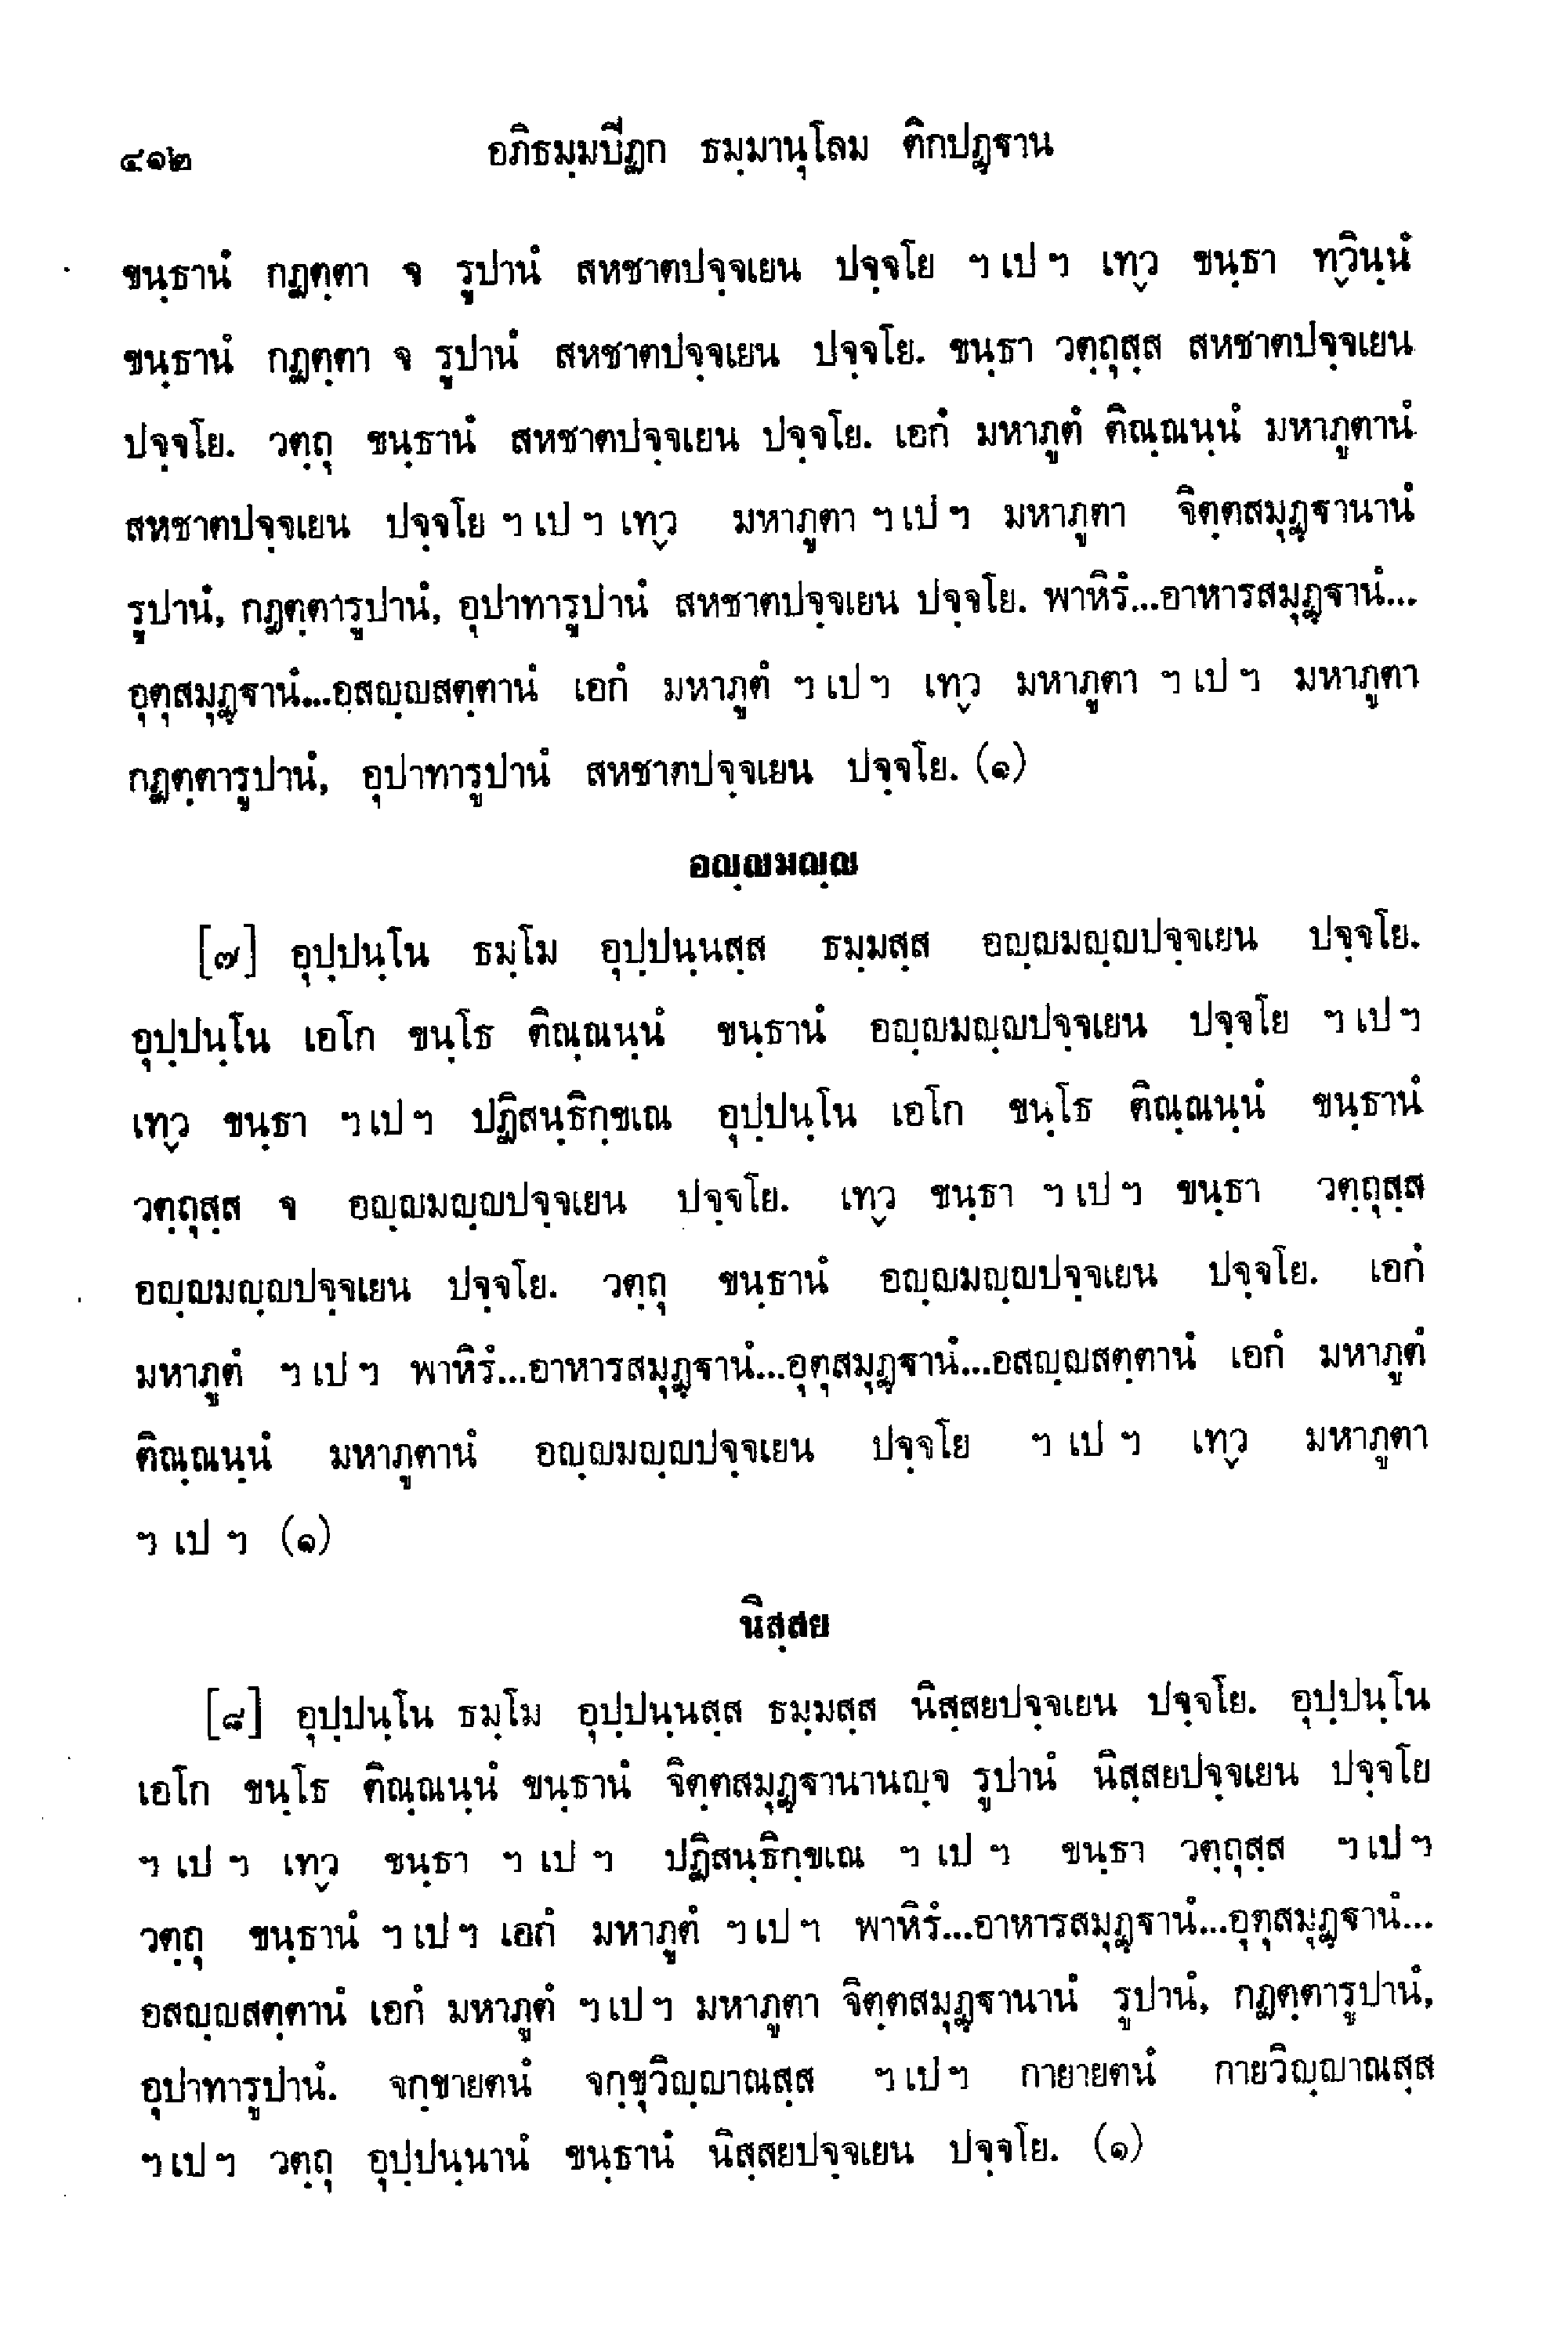 ๔๑๒ อภิธมฺมปีฏก ธมฺมานุโลม ติกปฏฺฐาน
ขนฺธานํ กฏตฺตา จ รูปานํ สหชาตปจฺจเยน ปจฺจโย ฯ เป ฯ เทฺว ขนฺธา ทฺวินฺนํ
ขนฺธานํ กฏตฺตา จ รูปานํ สหชาตปจฺจเยน ปจฺจโย. ขนฺธา วตฺถุสฺส สหชาตปจฺจเยน
ปจฺจโย. วตฺถุ ขนฺธานํ สหชาตปจฺจเยน ปจฺจโย. เอกํ มหาภูตํ ติณฺณนฺนํ มหาภูตานํ
สหชาตปจฺจเยน ปจฺจโย ฯ เป ฯ เทฺว มหาภูตา ฯ เป ฯ มหาภูตา จิตฺตสมุฏฺฐานานํ
รูปานํ, กฏตฺตารูปานํ, อุปาทารูปานํ สหชาตปจฺจเยน ปจฺจโย. พาหิรํ...อาหารสมุฏฺฐานํ...
อุตุสมุฏฺฐานํ...อสญฺญสตฺตานํ เอกํ มหาภูตํ ฯ เป ฯ เทฺว มหาภูตา ฯ เป ฯ มหาภูตา
กฏตฺตารูปานํ, อุปาทารูปานํ สหชาตปจฺจเยน ปจฺจโย. (๑)
อญฺญมญฺญ
[๗] อุปฺปนฺโน ธมฺโม อุปฺปนฺนสฺส ธมฺมสฺส อญฺญมญฺญปจฺจเยน ปจฺจโย.
อุปฺปนฺโน เอโก ขนฺโธ ติณฺณนฺนํ ขนฺธานํ อญฺญมญฺญปจฺจเยน ปจฺจโย ฯ เป ฯ
เทฺว ขนฺธา ฯ เป ฯ ปฏิสนฺธิกฺขเณ อุปฺปนฺโน เอโก ขนฺโธ ติณฺณนฺนํ ขนฺธานํ
วตฺถุสฺส จ อญฺญมญฺญปจฺจเยน ปจฺจโย. เทฺว ขนฺธา ฯ เป ฯ ขนฺธา วตฺถุสฺส
อญฺญมญฺญปจฺจเยน ปจฺจโย. วตฺถุ ขนฺธานํ อญฺญมญฺญปจฺจเยน ปจฺจโย. เอกํ
มหาภูตํ ฯ เป ฯ พาหิรํ...อาหารสมุฏฺฐานํ...อุตุสมุฏฺฐานํ...อสญฺญสตฺตานํ เอกํ มหาภูตํ
ติณฺณนฺนํ มหาภูตานํ อญฺญมญฺญปจฺจเยน ปจฺจโย ฯ เป ฯ เทฺว มหาภูตา
ฯ เป ฯ (๑)
นิสฺสย
[๘] อุปฺปนฺโน ธมฺโม อุปฺปนฺนสฺส ธมฺมสฺส นิสฺสยปจฺจเยน ปจฺจโย. อุปฺปนฺโน
เอโก ขนฺโธ ติณฺณนฺนํ ขนฺธานํ จิตฺตสมุฏฺฐานานญฺจ รูปานํ นิสฺสยปจฺจเยน ปจฺจโย
ฯ เป ฯ เทฺว ขนฺธา ฯ เป ฯ ปฏิสนฺธิกฺขเณ ฯ เป ฯ ขนฺธา วตฺถุสฺส ฯ เป ฯ
วตฺถุ ขนฺธานํ ฯ เป ฯ เอกํ มหาภูตํ ฯ เป ฯ พาหิรํ...อาหารสมุฏฺฐานํ...อุตุสมุฏฺฐานํ...
อสญฺญสตฺตานํ เอกํ มหาภูตํ ฯ เป ฯ มหาภูตา จิตฺตสมุฏฺฐานานํ รูปานํ, กฏตฺตารูปานํ,
อุปาทารูปานํ. จกฺขายตนํ จกฺขุวิญฺญาณสฺส ฯ เป ฯ กายายตนํ กายวิญฺญาณสฺส
ฯ เป ฯ วตฺถุ อุปฺปนฺนานํ ขนฺธานํ นิสฺสยปจฺจเยน ปจฺจโย. (๑)